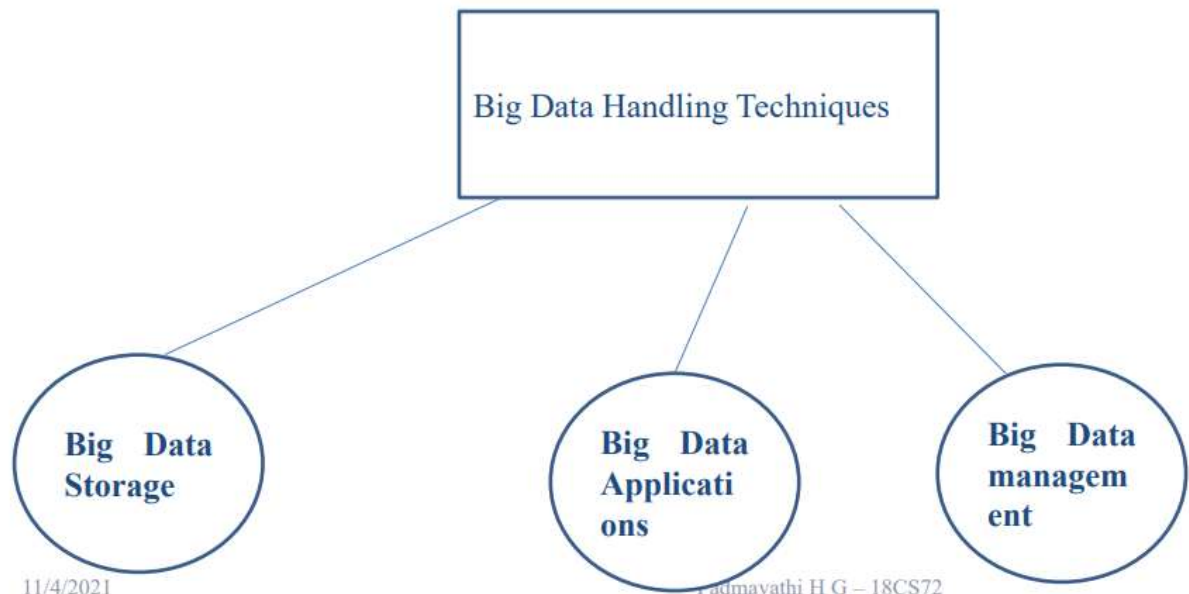 Big Data Handling Techniques
Big Data
Storage
Big Data
Applicati
ons
Big Data
managem
ent
11/4/2021
Padmavathi H G – 18CS72